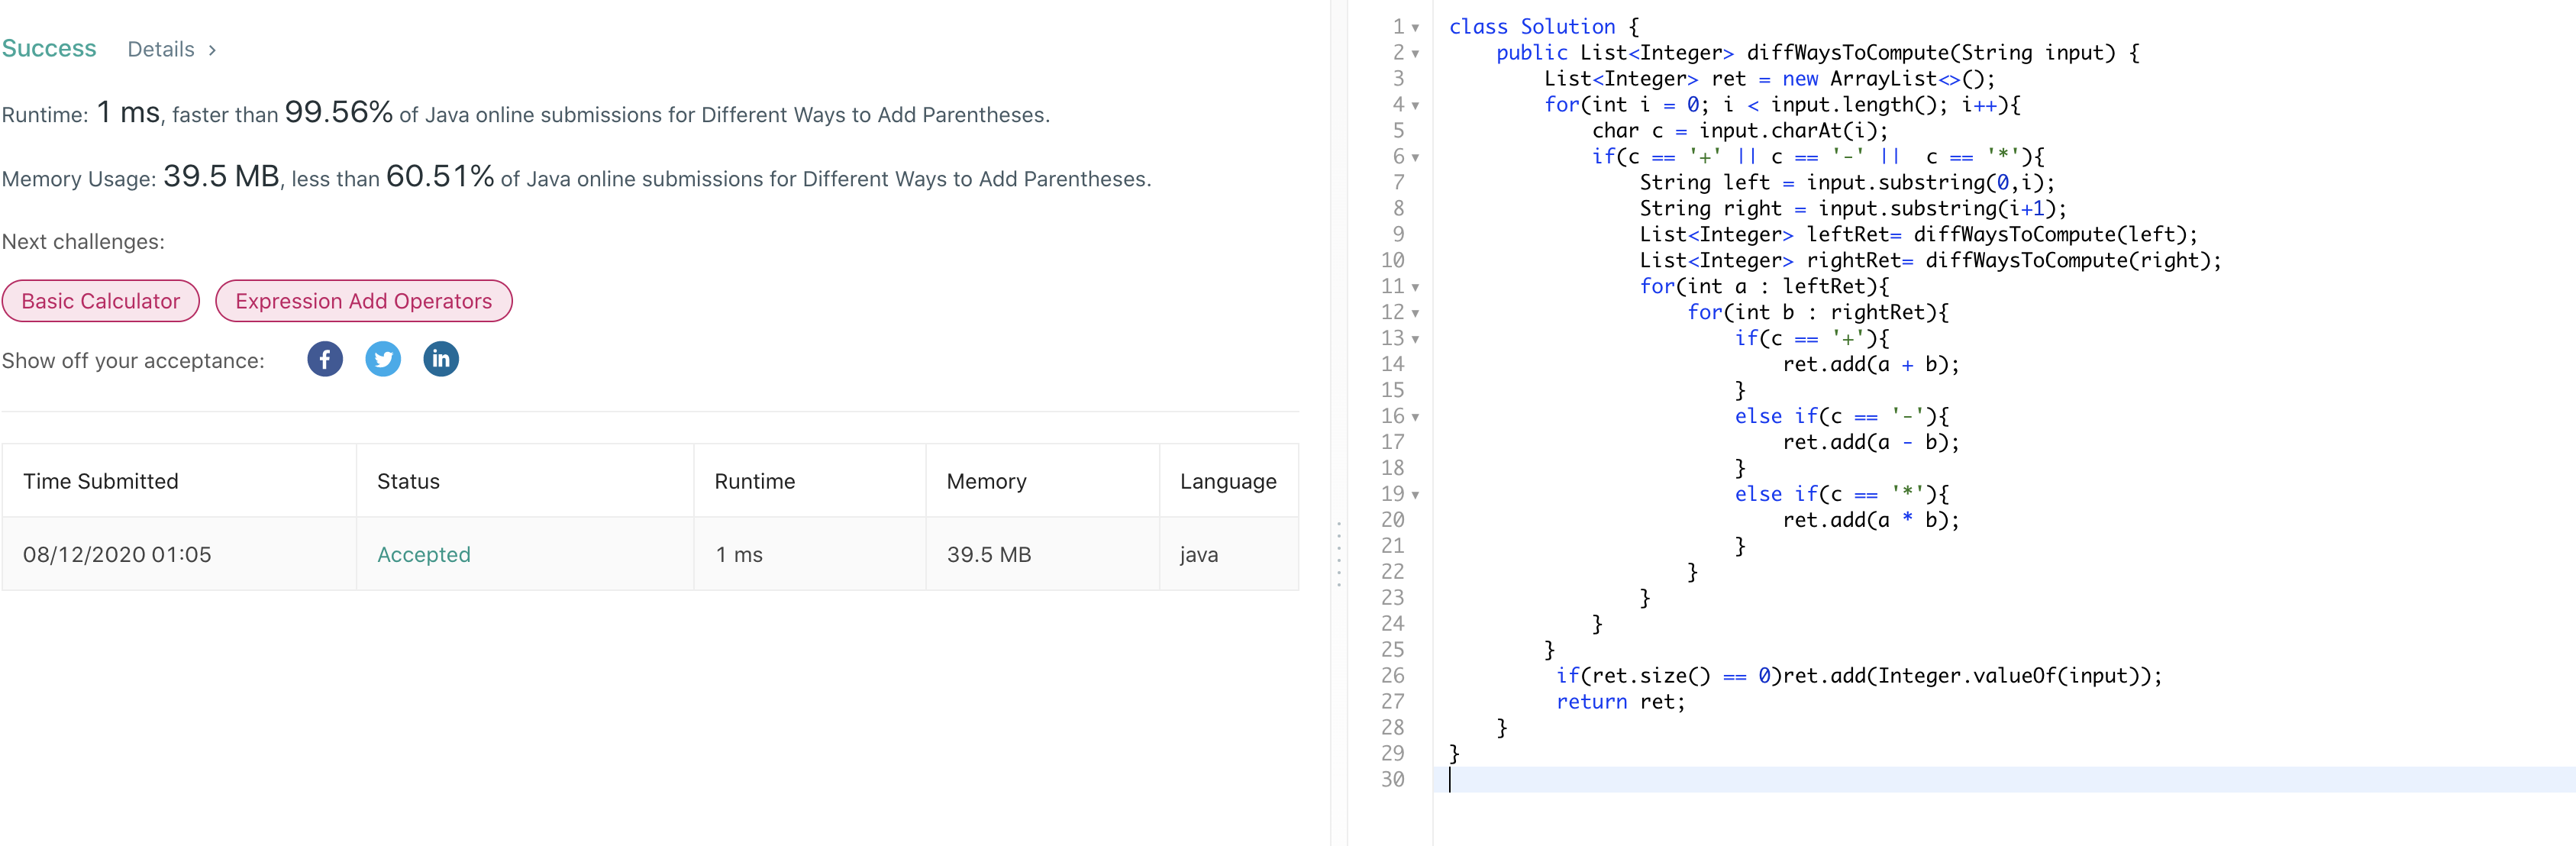 Success Details >
Runtime: 1 ms, faster than 99.56% of Java online submissions for Different Ways to Add Parentheses.
Memory Usage: 39.5 MB, less than 60.51% of Java online submissions for Different Ways to Add Parentheses.
Next challenges:
Basic Calculator Expression Add Operators
Show off your acceptance: f in
Time Submitted Status Runtime Memory Language
08/12/2020 01:05 Accepted 1 ms 39.5 MB java
1 class Solution {
2     public List<Integer> diffWaysToCompute(String input) {
3         List<Integer> ret = new ArrayList<>();
4         for(int i = 0; i < input.length(); i++){
5             char c = input.charAt(i);
6             if(c == '+' || c == '-' ||  c == '*'){
7                 String left = input.substring(0,i);
8                 String right = input.substring(i+1);
9                 List<Integer> leftRet= diffWaysToCompute(left);
10                 List<Integer> rightRet= diffWaysToCompute(right);
11                 for(int a : leftRet){
12                     for(int b : rightRet){
13                         if(c == '+'){
14                             ret.add(a + b);
15                         }
16                         else if(c == '-'){
17                             ret.add(a - b);
18                         }
19                         else if(c == '*'){
20                             ret.add(a * b);
21                         }
22                     }
23                 }
24             }
25         }
26          if(ret.size() == 0)ret.add(Integer.valueOf(input));
27          return ret;
28     }
29 }
30